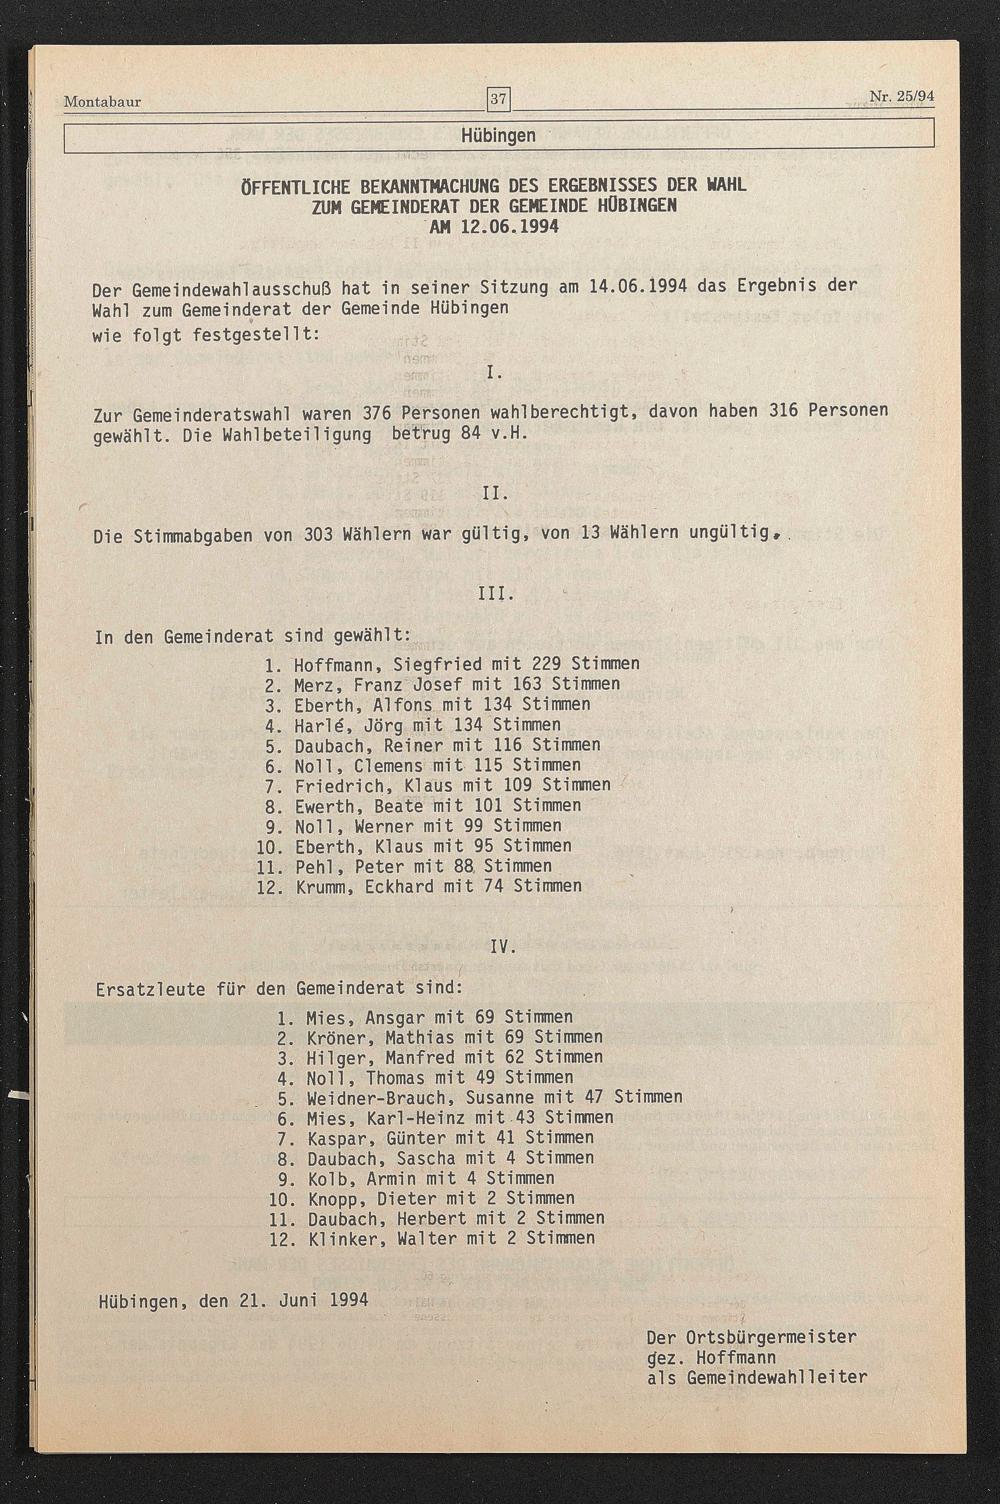 Montabaur
37
Nr. 25/94
Hübingen
ÖFFENTLICHE BEKANNTMACHUNG DES ERGEBNISSES DER WAHL
ZUM GEMEINDERAT DER GEMEINDE HÜBINGEN
AM 12.06.1994
Der Gemeindewahlausschuß hat in seiner Sitzung am 14.06.1994 das Ergebnis der
Wahl zum Gemeinderat der Gemeinde Hübingen
wie folgt festgestellt:
I.
Zur Gemeinderatswahl waren 376 Personen wahlberechtigt, davon haben 316 Personen
gewählt. Die Wahlbeteiligung betrug 84 v.H.
II.
Die Stimmabgaben von 303 Wählern war gültig, von 13 Wählern ungültig.
III.
In den Gemeinderat sind gewählt:
1. Hoffmann, Siegfried mit 229 Stimmen
2. Merz, Franz Josef mit 163 Stimmen
3. Eberth, Alfons mit 134 Stimmen
4. Harlé, Jörg mit 134 Stimmen
5. Daubach, Reiner mit 116 Stimmen
6. Noll, Clemens mit 115 Stimmen
7. Friedrich, Klaus mit 109 Stimmen
8. Ewerth, Beate mit 101 Stimmen
9. Noll, Werner mit 99 Stimmen
10. Eberth, Klaus mit 95 Stimmen
11. Pehl, Peter mit 88 Stimmen
12. Krumm, Eckhard mit 74 Stimmen
IV.
Ersatzleute für den Gemeinderat sind:
1. Mies, Ansgar mit 69 Stimmen
2. Kröner, Mathias mit 69 Stimmen
3. Hilger, Manfred mit 62 Stimmen
4. Noll, Thomas mit 49 Stimmen
5. Weidner-Brauch, Susanne mit 47 Stimmen
6. Mies, Karl-Heinz mit 43 Stimmen
7. Kaspar, Günter mit 41 Stimmen
8. Daubach, Sascha mit 4 Stimmen
9. Kolb, Armin mit 4 Stimmen
10. Knopp, Dieter mit 2 Stimmen
11. Daubach, Herbert mit 2 Stimmen
12. Klinker, Walter mit 2 Stimmen
Hübingen, den 21. Juni 1994
Der Ortsbürgermeister
gez. Hoffmann
als Gemeindewahlleiter